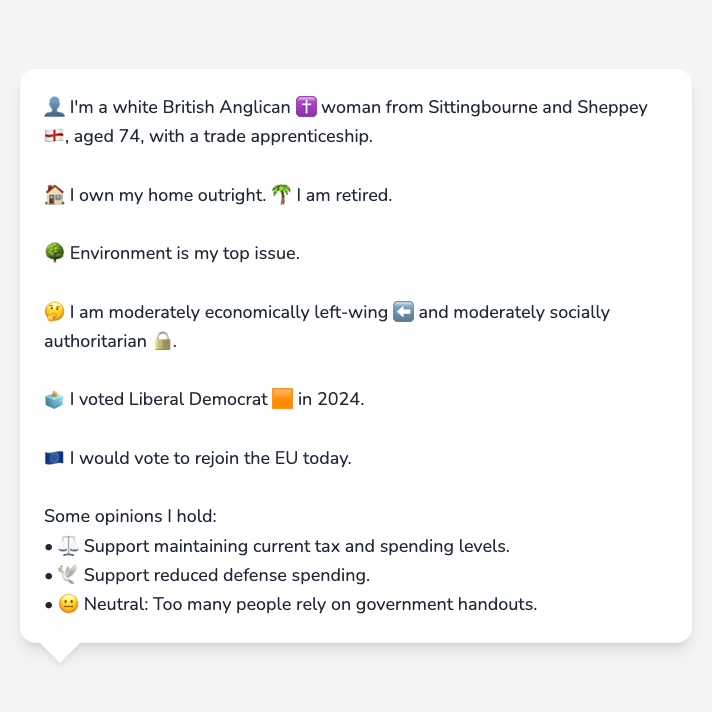 👤 I'm a white British Anglican ✝️ woman from Sittingbourne and Sheppey
🏴󠁧󠁢󠁥󠁮󠁧󠁿, aged 74, with a trade apprenticeship.
🏠 I own my home outright. 🌴 I am retired.
🌳 Environment is my top issue.
🤔 I am moderately economically left-wing ⬅️ and moderately socially
authoritarian 🔒.
🗳️ I voted Liberal Democrat 🟧 in 2024.
🇪🇺 I would vote to rejoin the EU today.
Some opinions I hold:
• ⚖️ Support maintaining current tax and spending levels.
• 🕊️ Support reduced defense spending.
• 😐 Neutral: Too many people rely on government handouts.